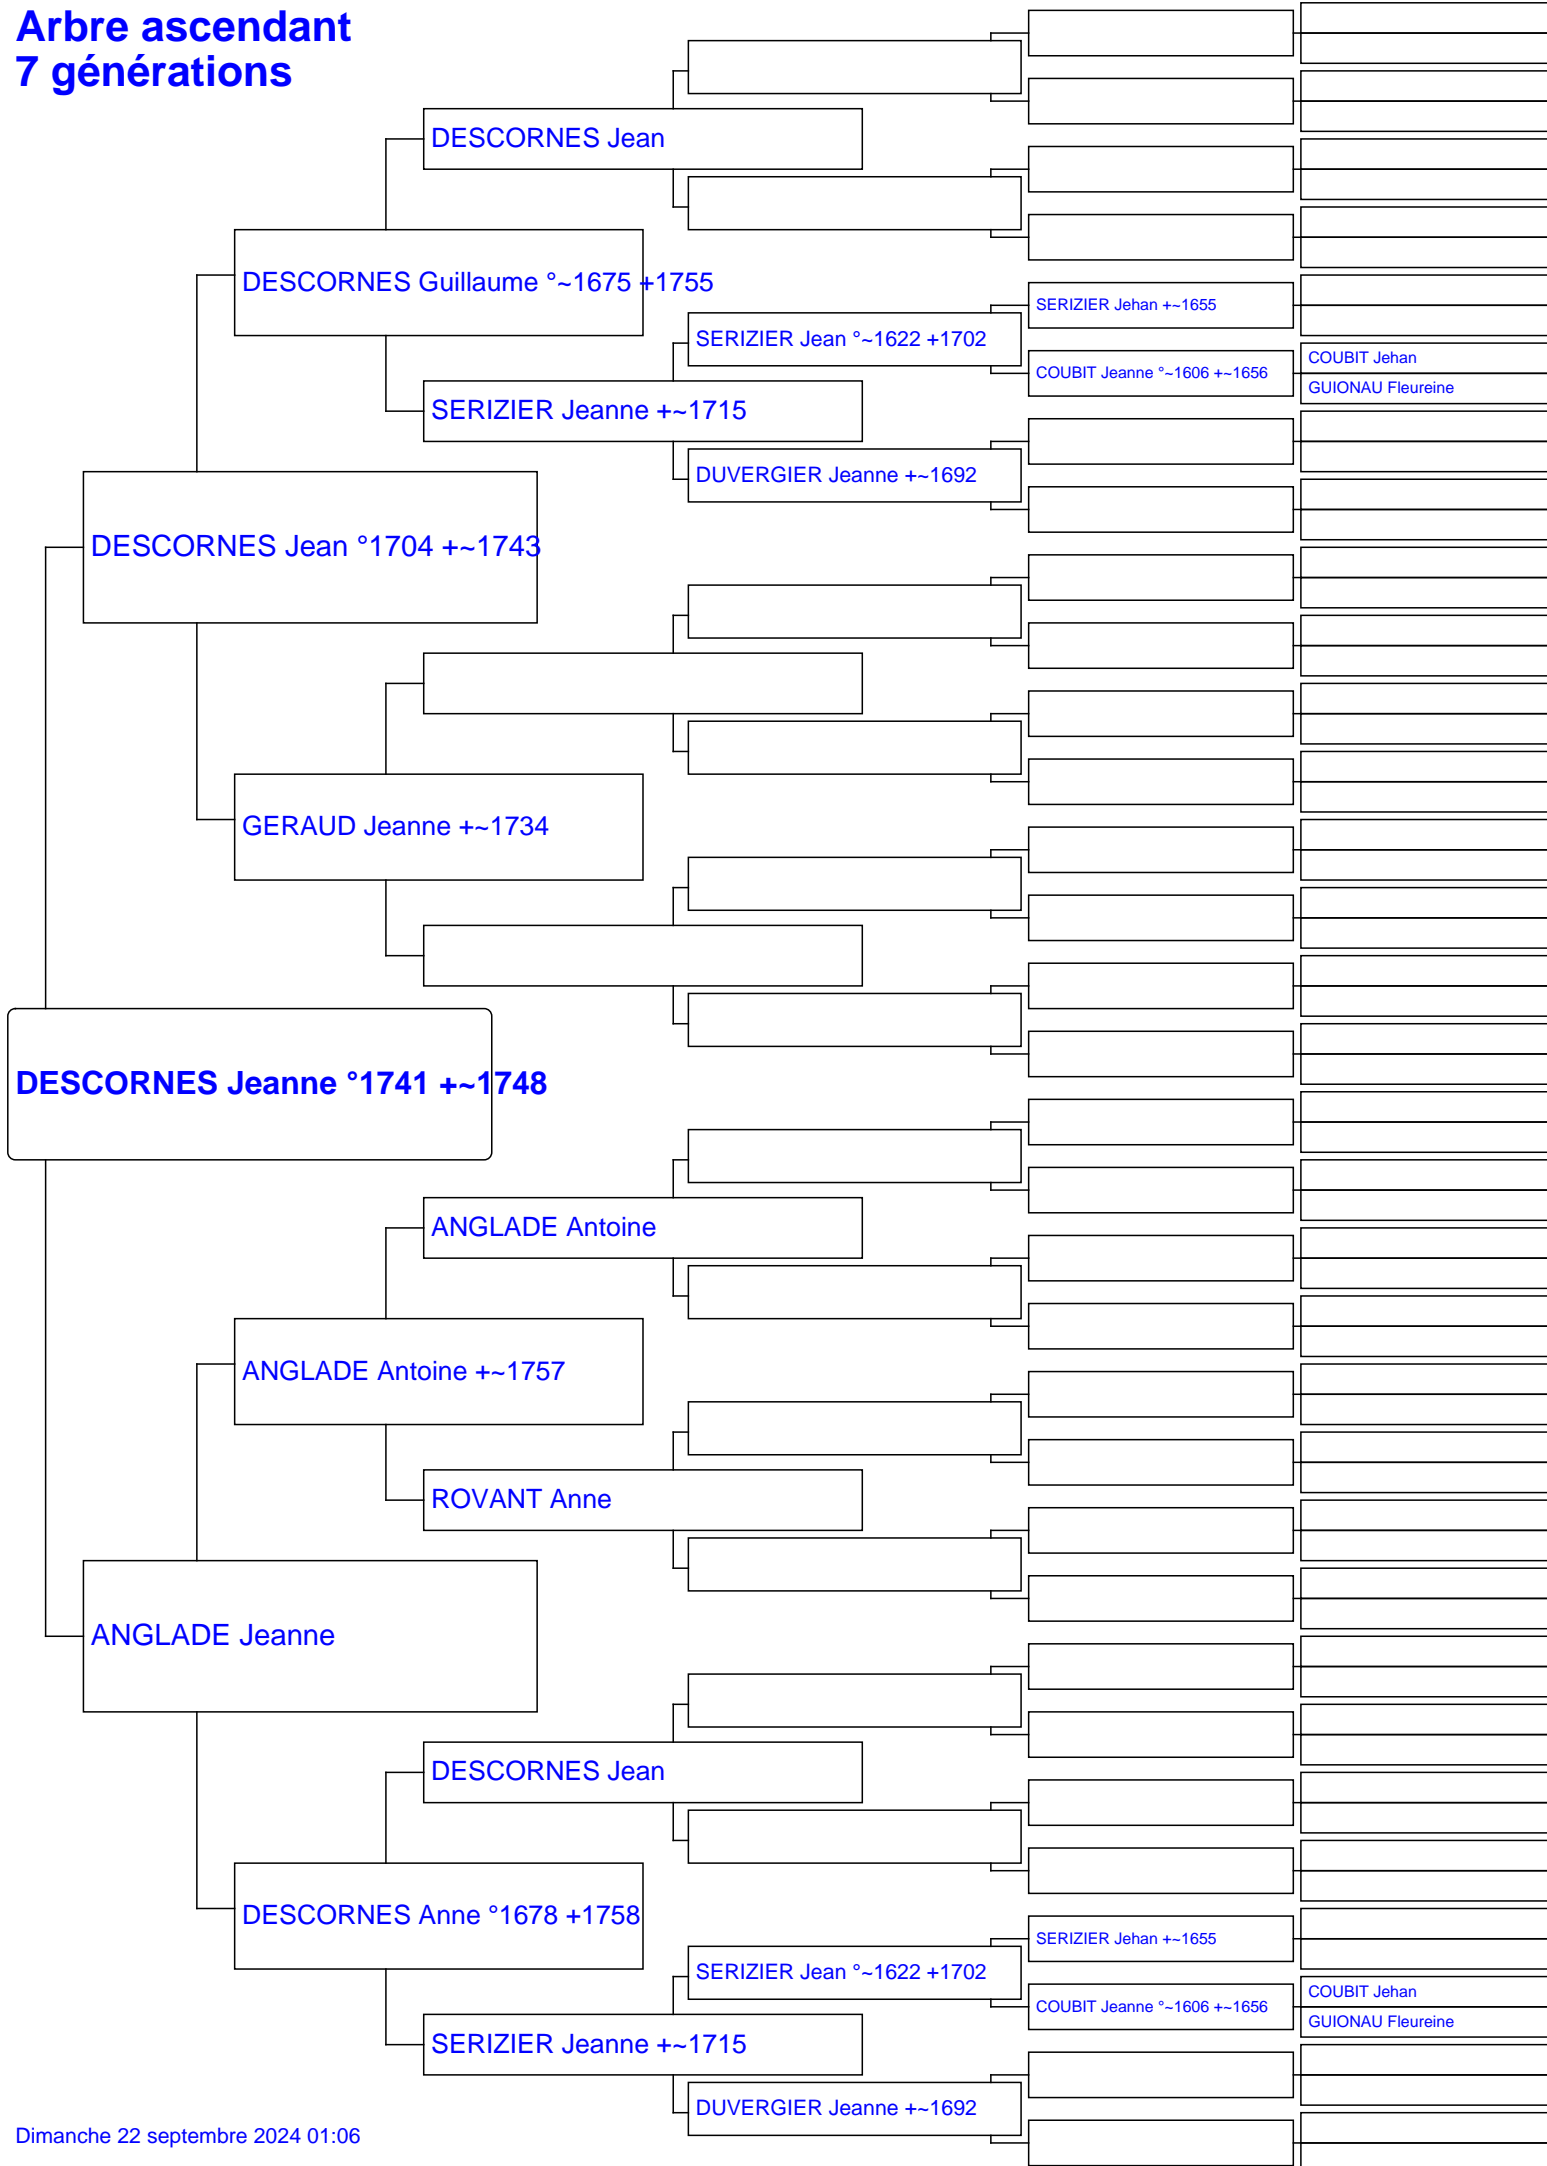 Arbre ascendant
7 générations
DESCORNES Jean
DESCORNES Guillaume °~1675 +1755
SERIZIER Jehan +~1655
SERIZIER Jean °~1622 +1702
COUBIT Jehan
COUBIT Jeanne °~1606 +~1656
GUIONAU Fleureine
SERIZIER Jeanne +~1715
DUVERGIER Jeanne +~1692
DESCORNES Jean °1704 +~1743
GERAUD Jeanne +~1734
DESCORNES Jeanne °1741 +~1748
ANGLADE Antoine
ANGLADE Antoine +~1757
ROVANT Anne
ANGLADE Jeanne
DESCORNES Jean
DESCORNES Anne °1678 +1758
SERIZIER Jehan +~1655
SERIZIER Jean °~1622 +1702
COUBIT Jehan
COUBIT Jeanne °~1606 +~1656
GUIONAU Fleureine
SERIZIER Jeanne +~1715
DUVERGIER Jeanne +~1692
Dimanche 22 septembre 2024 01:06